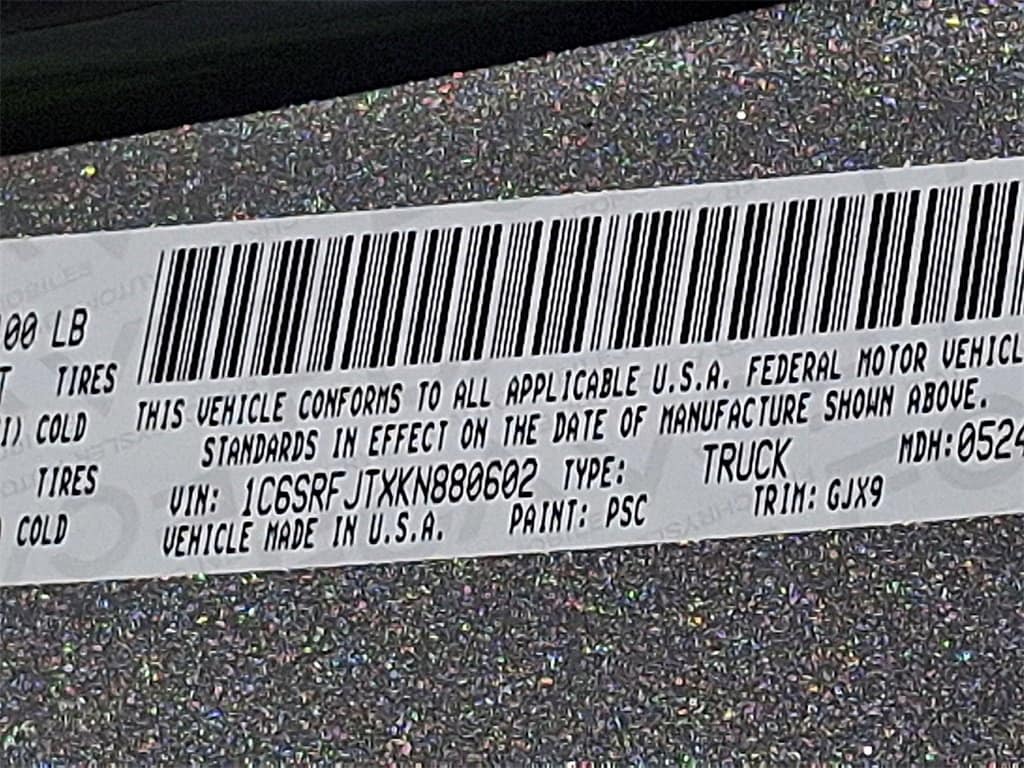 00 LB
TIRES
COLD
TIRES
COLD
THIS VEHICLE CONFORMS TO ALL APPLICABLE U.S.A. FEDERAL MOTOR VEHICL
STANDARDS IN EFFECT ON THE DATE OF MANUFACTURE SHOWN ABOVE.
VIN: 1C6SRFJTXKN880602 TYPE: TRUCK MDH:0524
VEHICLE MADE IN U.S.A. PAINT: PSC TRIM: GJX9